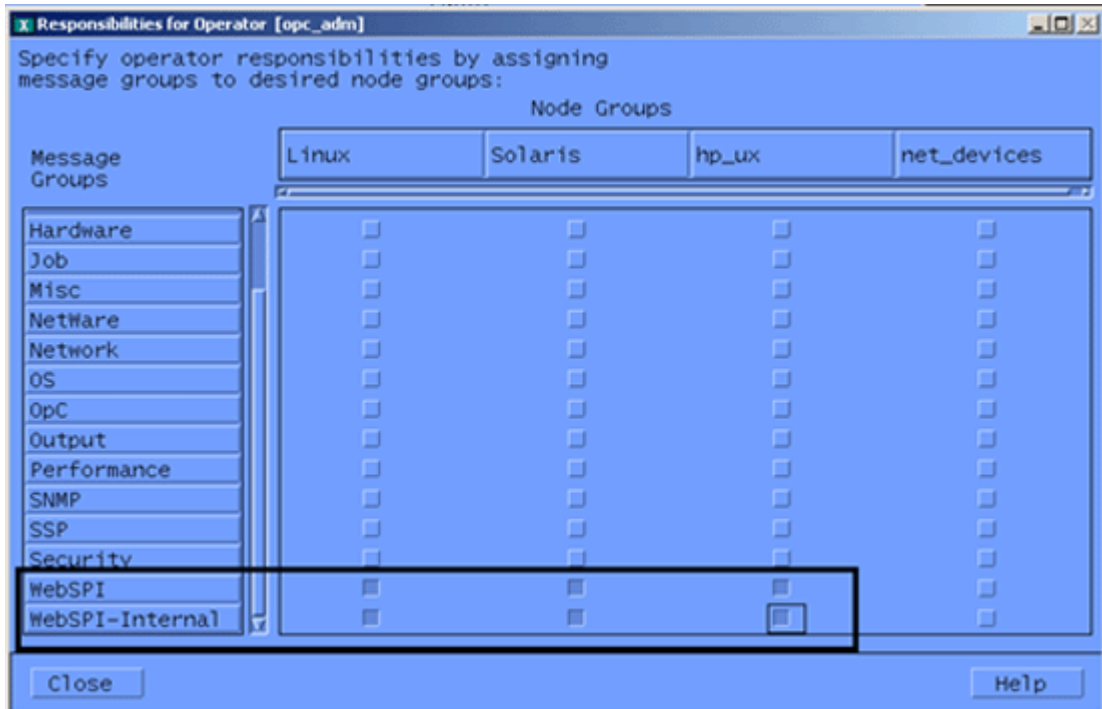 Responsibilities for Operator [opc_adm]
Specify operator responsibilities by assigning
message groups to desired node groups:
Node Groups
Message
Groups
Linux
Solaris
hp_ux
net_devices
Hardware
Job
Misc
NetWare
Network
OS
OpC
Output
Performance
SNMP
SSP
Security
WebSPI
WebSPI-Internal
Close
Help